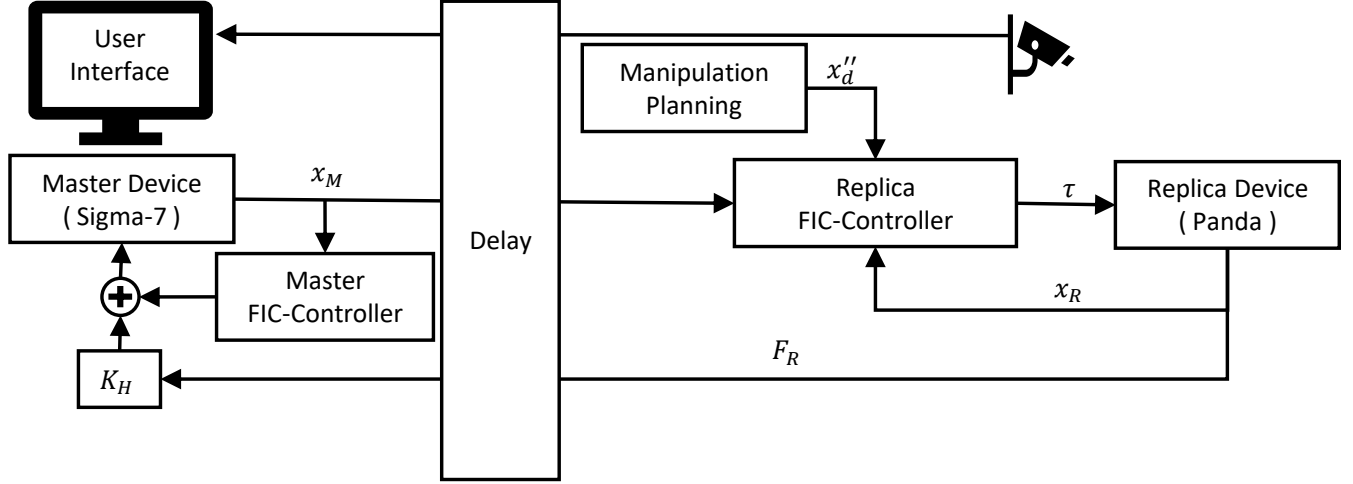 User
Interface
Manipulation
Planning
x_d''
Master Device
( Sigma-7 )
x_M
Delay
Replica
FIC-Controller
τ
Replica Device
( Panda )
Master
FIC-Controller
x_R
F_R
K_H